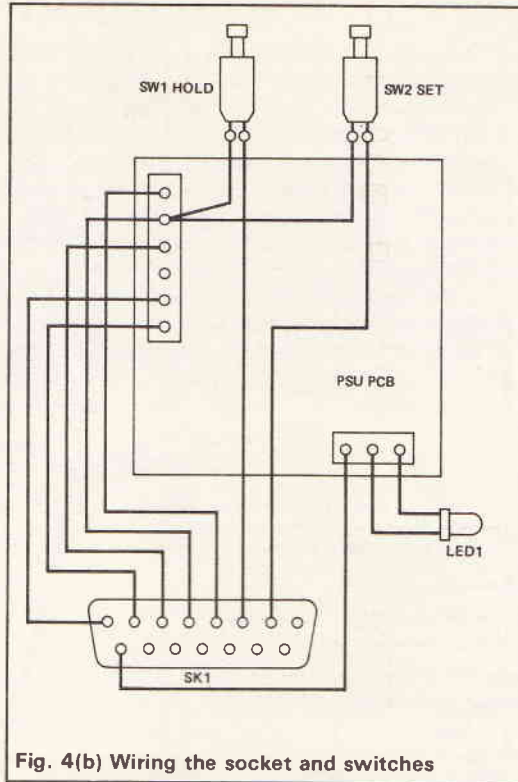 SW1 HOLD
SW2 SET
PSU PCB
LED1
SK1
Fig. 4(b) Wiring the socket and switches